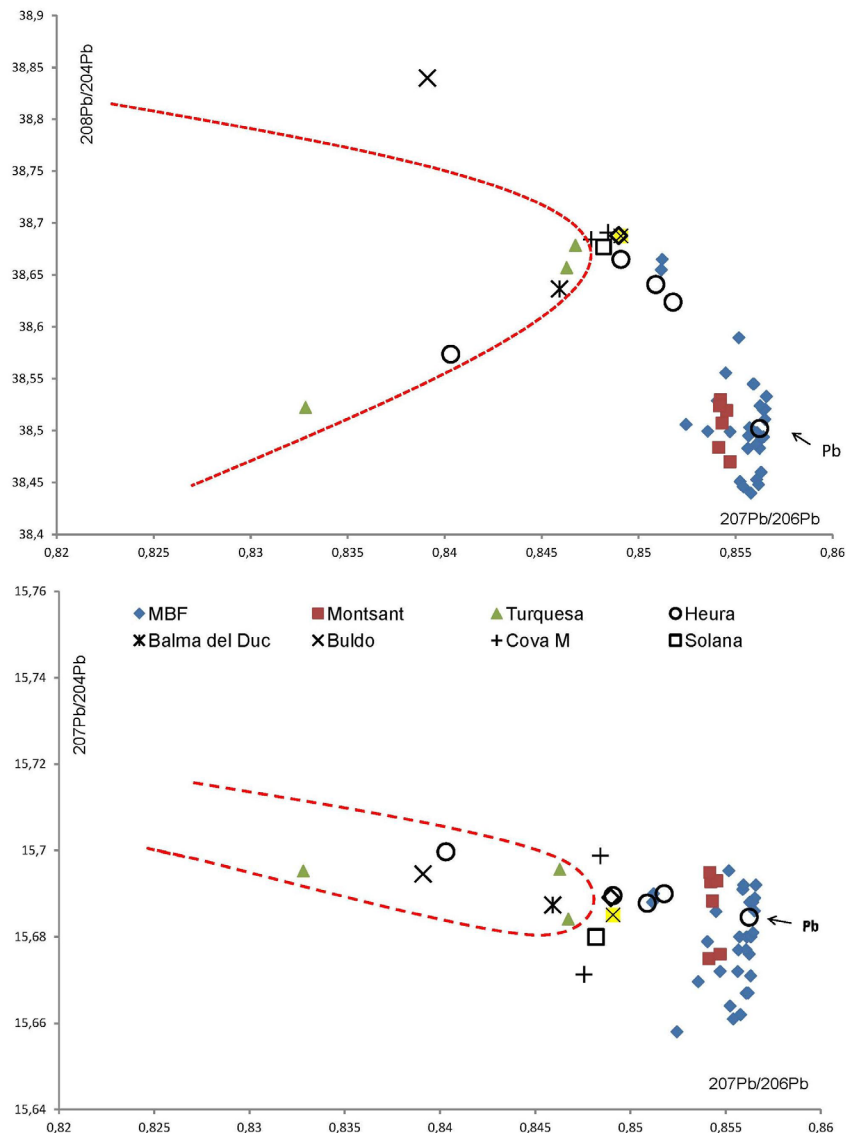 38,9
208Pb/204Pb
38,85
38,8
38,75
38,7
38,65
38,6
38,55
38,5
Pb
38,45
207Pb/206Pb
38,4
0,82 0,825 0,83 0,835 0,84 0,845 0,85 0,855 0,86
15,76
207Pb/204Pb
MBF Montsant Turquesa Heura
Balma del Duc Buldo Cova M Solana
15,74
15,72
15,7
15,68
Pb
15,66
207Pb/206Pb
15,64
0,82 0,825 0,83 0,835 0,84 0,845 0,85 0,855 0,86